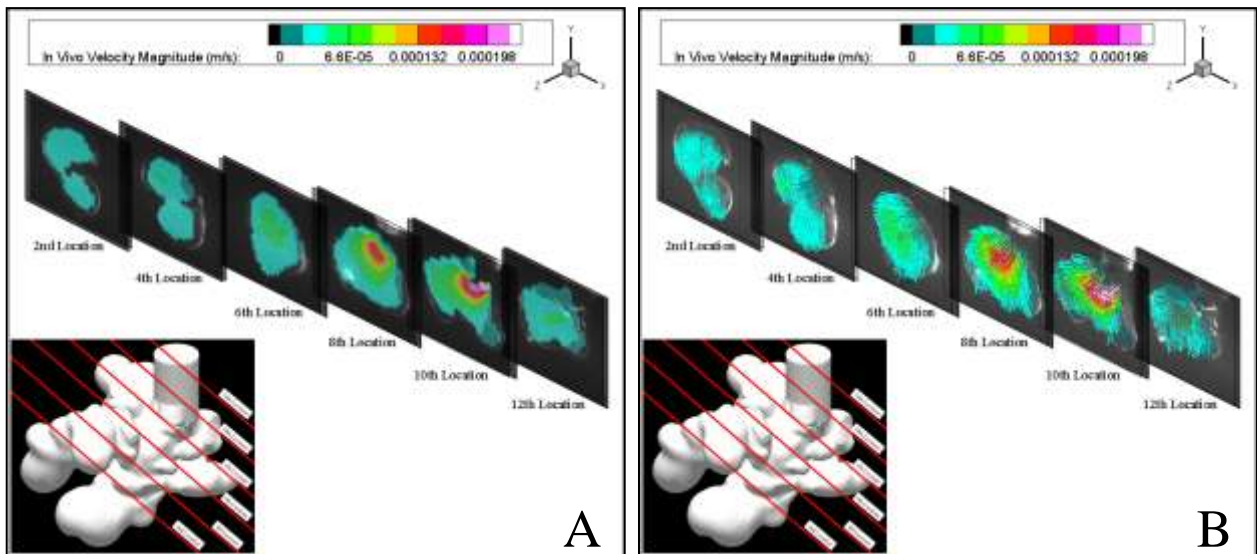 In Vivo Velocity Magnitude (m/s): 0 6.6E-05 0.000132 0.000198
Y
Z X
2nd Location
4th Location
6th Location
8th Location
10th Location
12th Location
A
In Vivo Velocity Magnitude (m/s): 0 6.6E-05 0.000132 0.000198
Y
Z X
2nd Location
4th Location
6th Location
8th Location
10th Location
12th Location
B